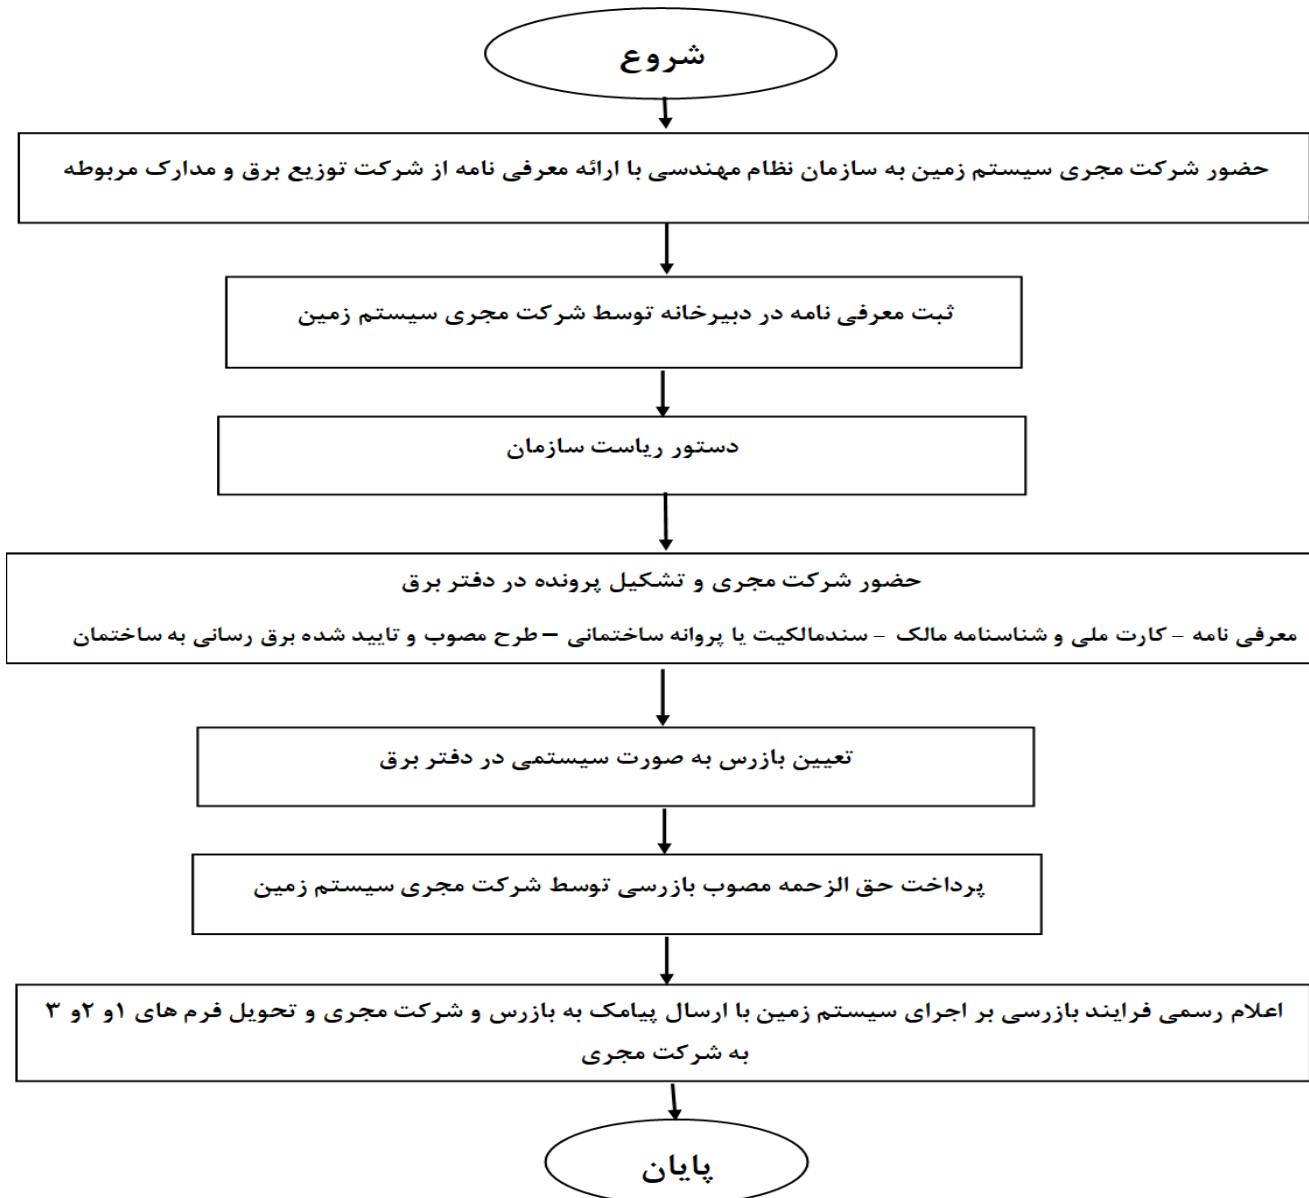 شروع
حضور شرکت مجری سیستم زمین به سازمان نظام مهندسی با ارائه معرفی نامه از شرکت توزیع برق و مدارک مربوطه
ثبت معرفی نامه در دبیرخانه توسط شرکت مجری سیستم زمین
دستور ریاست سازمان
حضور شرکت مجری و تشکیل پرونده در دفتر برق
معرفی نامه – کارت ملی و شناسنامه مالک – سندمالکیت یا پروانه ساختمانی – طرح مصوب و تایید شده برق رسانی به ساختمان
تعیین بازرس به صورت سیستمی در دفتر برق
پرداخت حق الزحمه مصوب بازرسی توسط شرکت مجری سیستم زمین
اعلام رسمی فرایند بازرسی بر اجرای سیستم زمین با ارسال پیامک به بازرس و شرکت مجری و تحویل فرم های ۱و ۲و ۳
به شرکت مجری
پایان